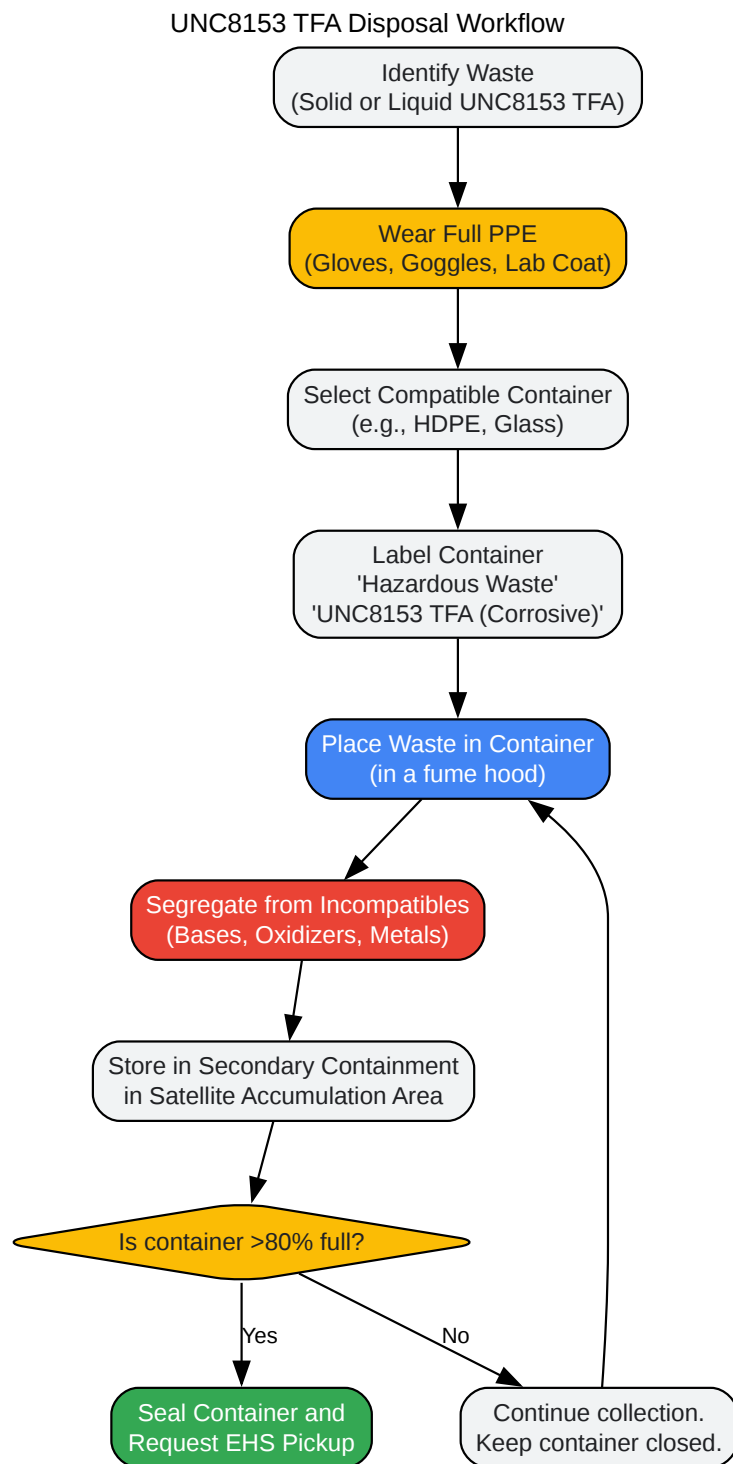 UNC8153 TFA Disposal Workflow
Identify Waste
(Solid or Liquid UNC8153 TFA)
Wear Full PPE
(Gloves, Goggles, Lab Coat)
Select Compatible Container
(e.g., HDPE, Glass)
Label Container
'Hazardous Waste'
'UNC8153 TFA (Corrosive)'
Place Waste in Container
(in a fume hood)
Segregate from Incompatibles
(Bases, Oxidizers, Metals)
Store in Secondary Containment
in Satellite Accumulation Area
Is container >80% full?
Yes
No
Seal Container and
Request EHS Pickup
Continue collection.
Keep container closed.